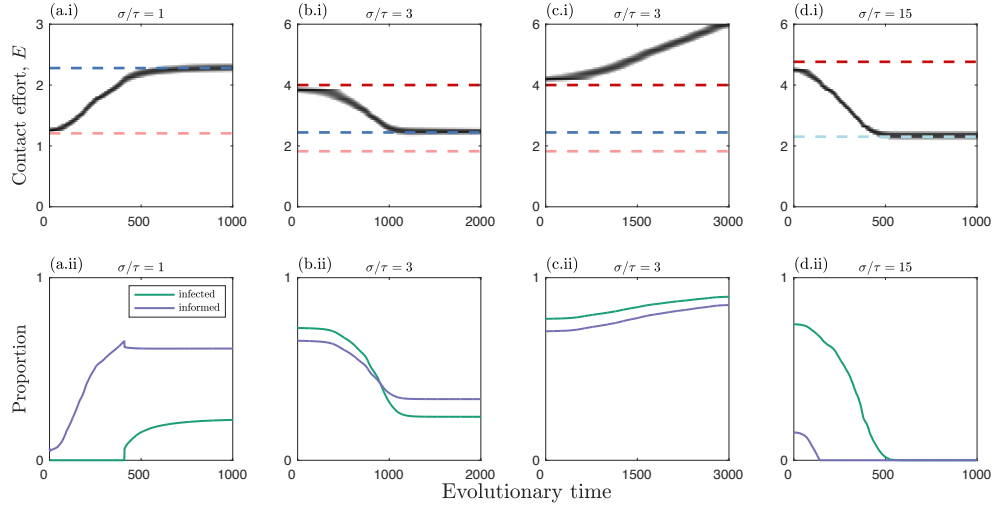 (a.i) σ/τ = 1
(b.i) σ/τ = 3
(c.i) σ/τ = 3
(d.i) σ/τ = 15
Contact effort, E
3
2
1
0
0 500 1000
6
4
2
0
0 1000 2000
6
4
2
0
0 1500 3000
6
4
2
0
0 500 1000
(a.ii) σ/τ = 1
(b.ii) σ/τ = 3
(c.ii) σ/τ = 3
(d.ii) σ/τ = 15
Proportion
infected
informed
1
0
0 500 1000
1
0
0 1000 2000
1
0
0 1500 3000
1
0
0 500 1000
Evolutionary time